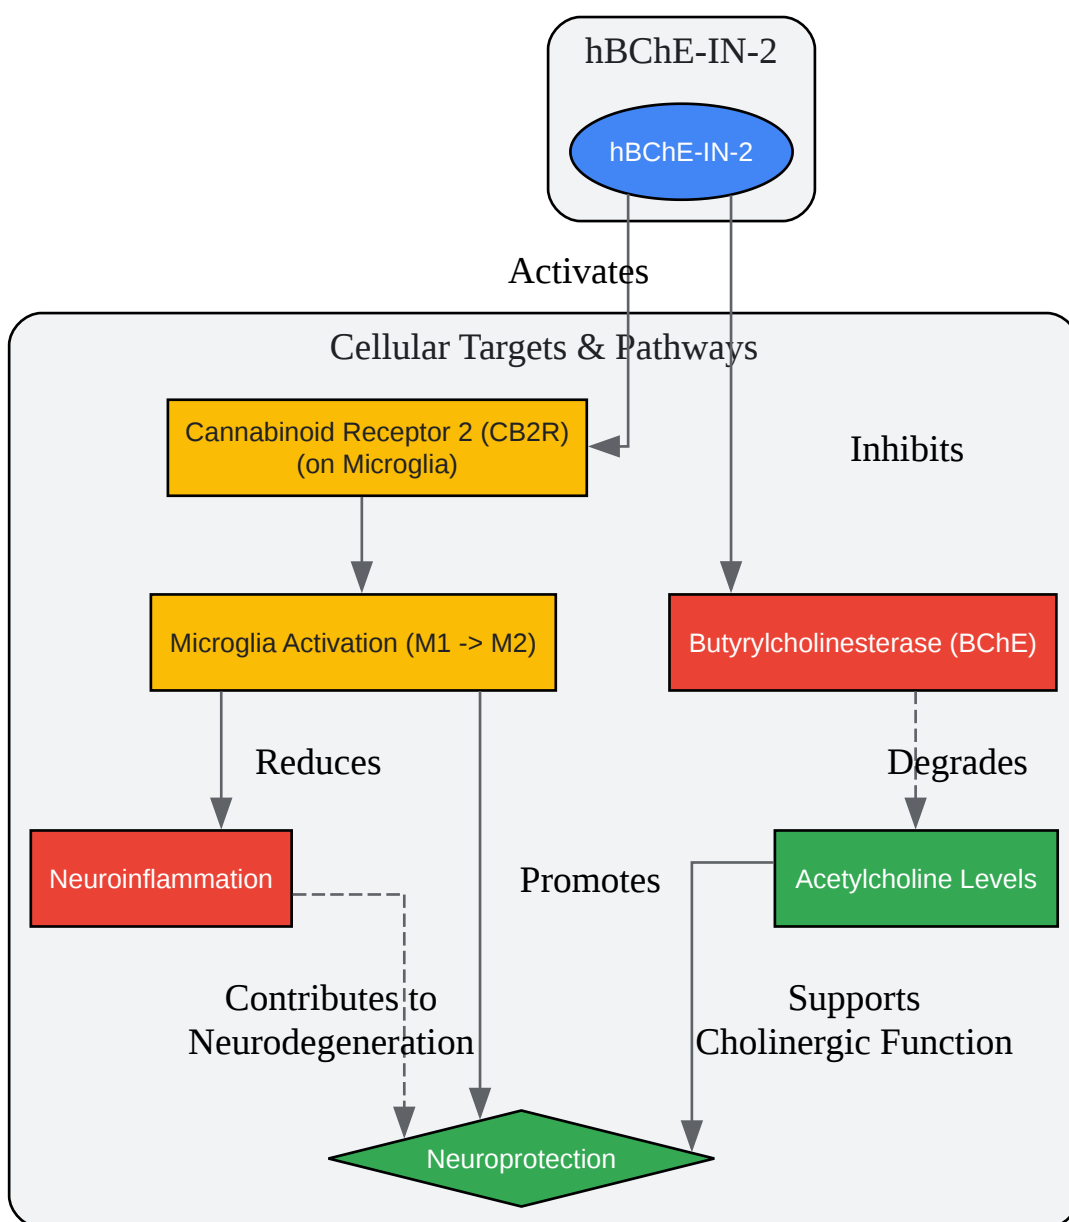 hBChE-IN-2
hBChE-IN-2
Activates
Cellular Targets & Pathways
Cannabinoid Receptor 2 (CB2R)
(on Microglia)
Inhibits
Microglia Activation (M1 -> M2)
Butyrylcholinesterase (BChE)
Reduces
Degrades
Neuroinflammation
Promotes
Acetylcholine Levels
Contributes to
Neurodegeneration
Supports
Cholinergic Function
Neuroprotection